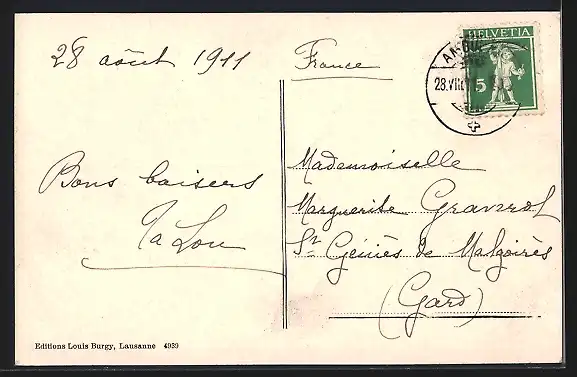 28 août 1911
France
HELVETIA
5
28.VIII
Bons baisers
Ta Lou
Mademoiselle
Marguerite
St Geniès de Malgoirès
(Gard)
Editions Louis Burgy, Lausanne 4939